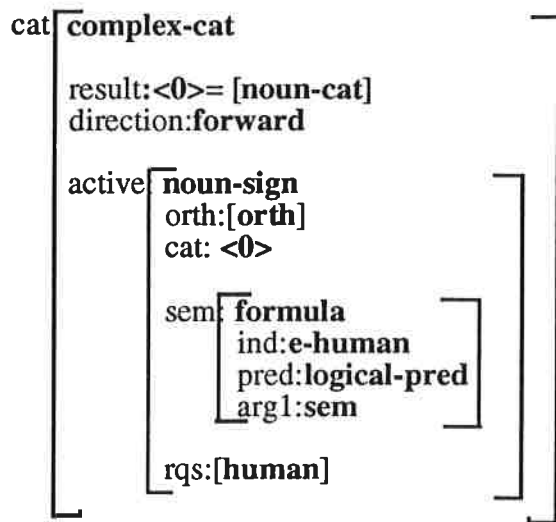 cat complex-cat
result:<0>= [noun-cat]
direction:forward
active: noun-sign
orth:[orth]
cat: <0>
sem: formula
ind:e-human
pred:logical-pred
arg1:sem
rqs:[human]